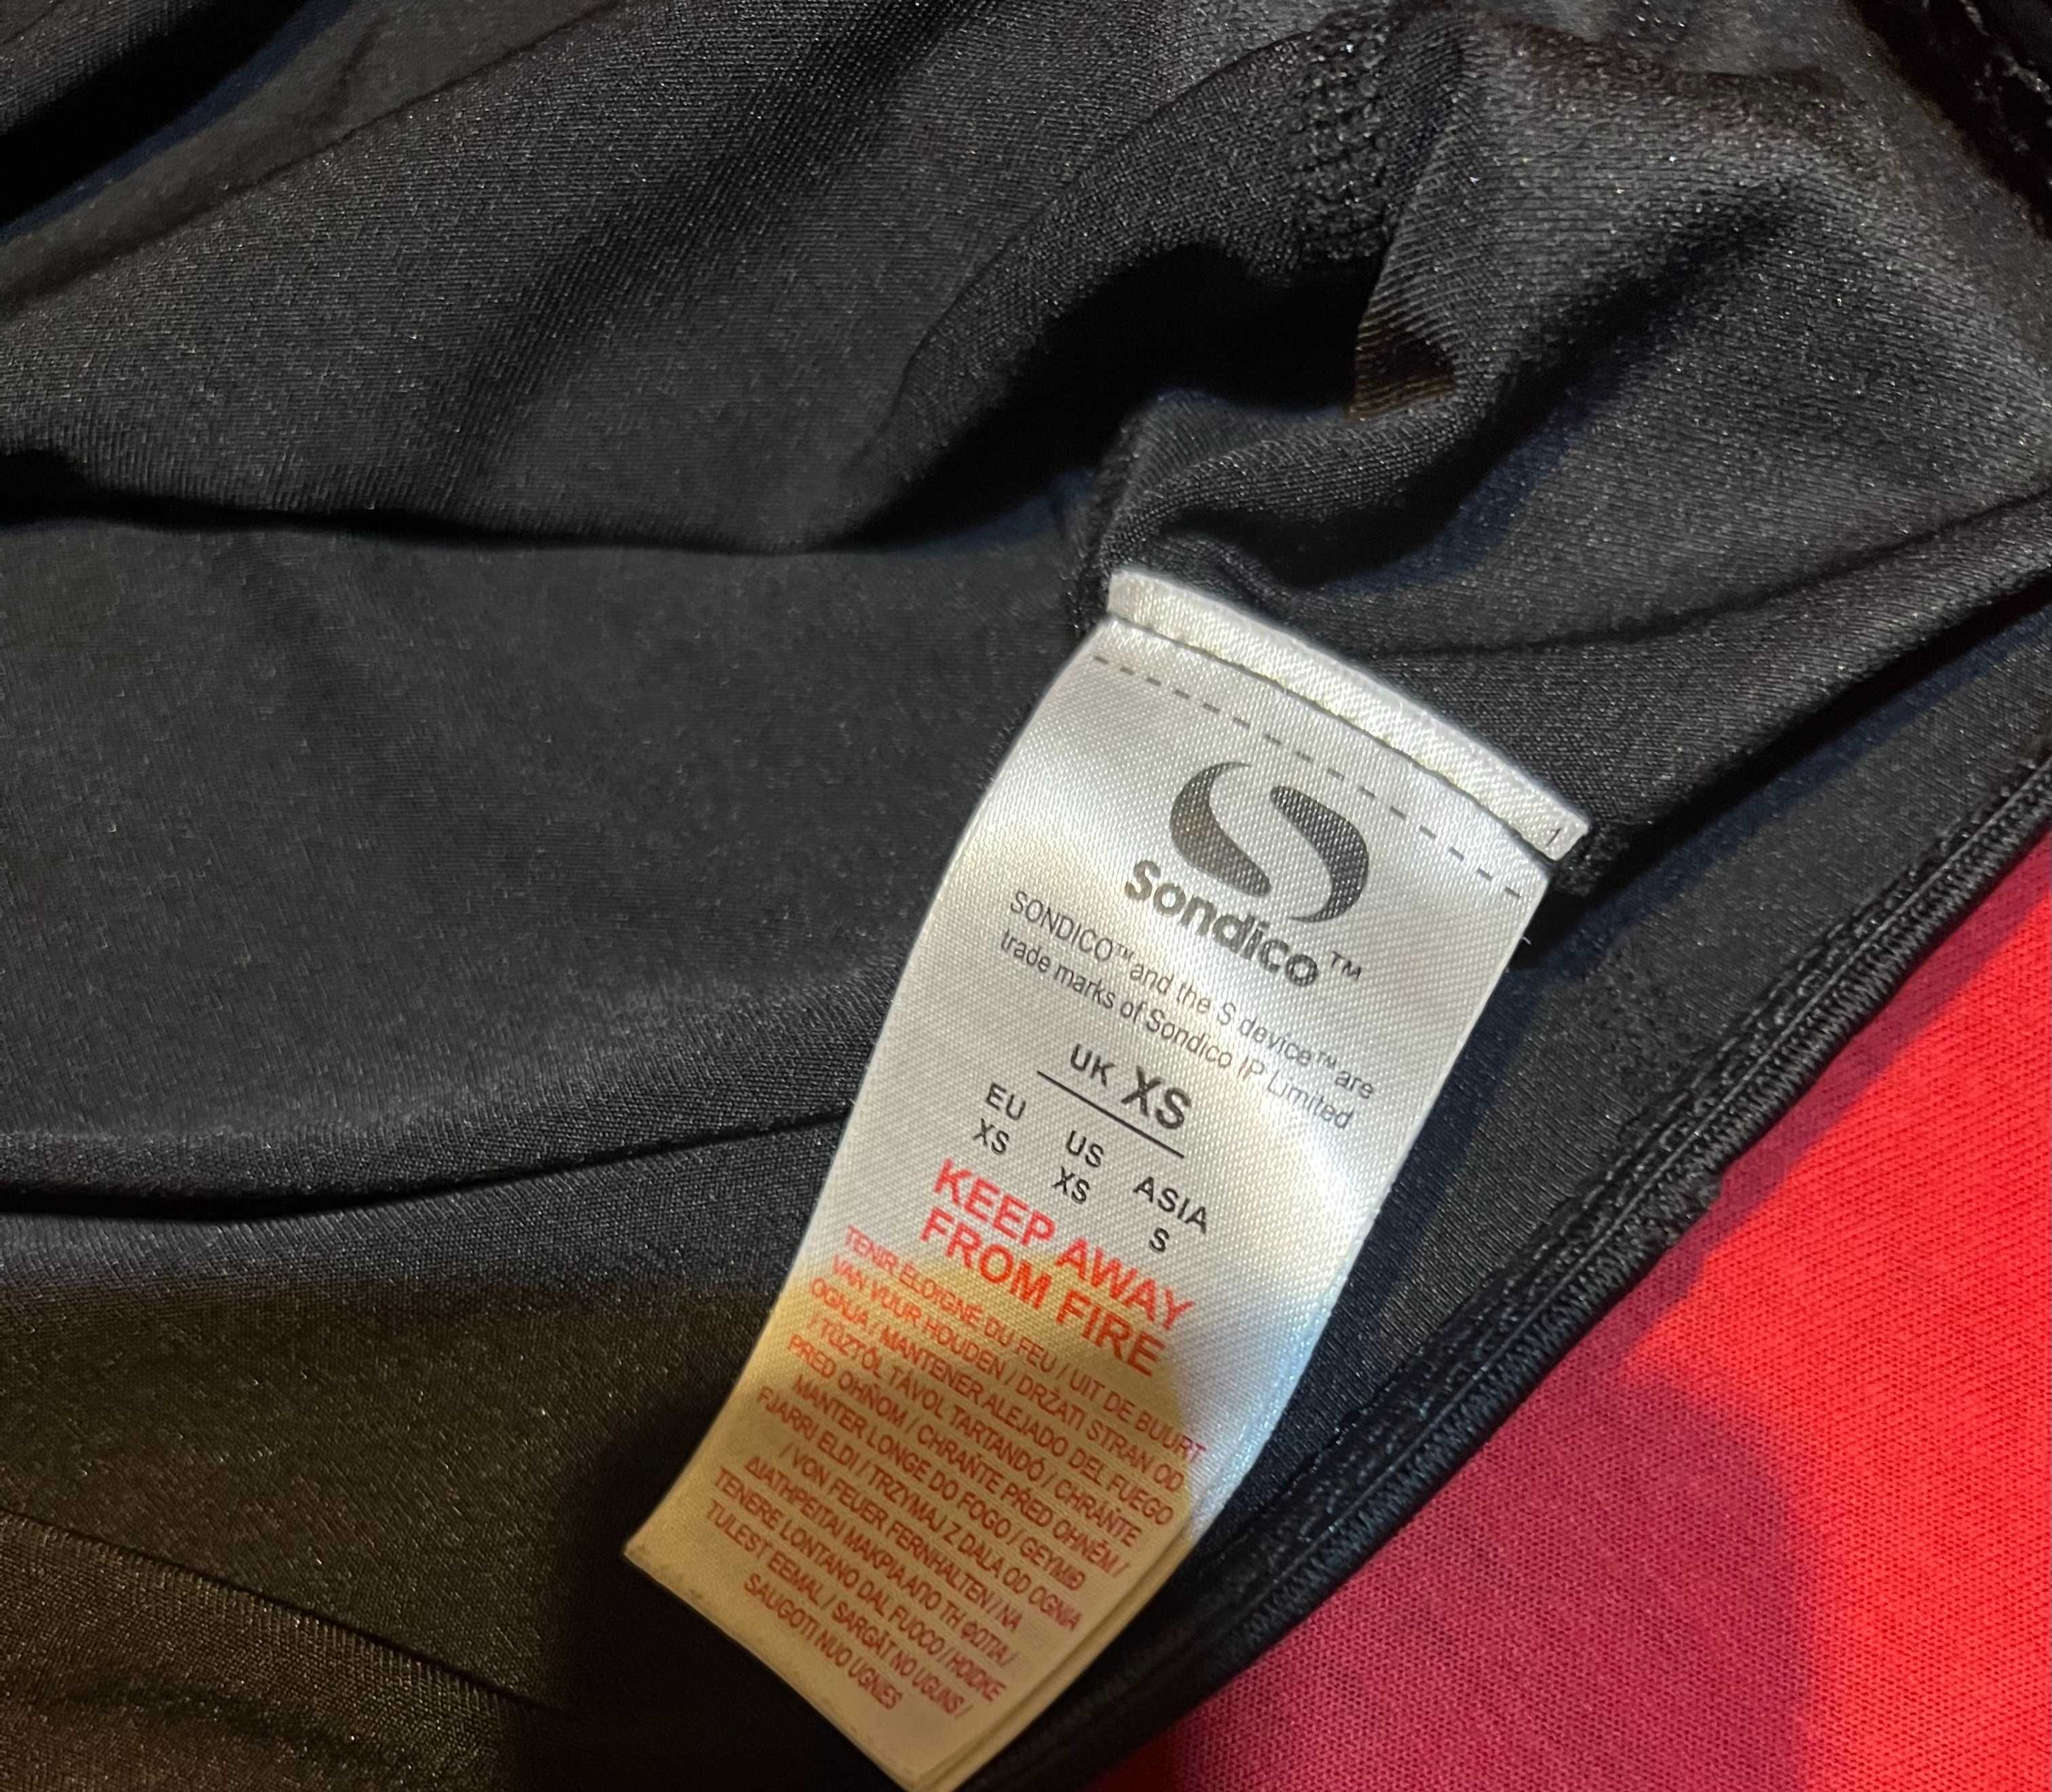 1
Sondico™
SONDICO™ and the S device™ are
trade marks of Sondico IP Limited
UK XS
EU US ASIA
XS XS S
KEEP AWAY
FROM FIRE
TENIR ÉLOIGNÉ DU FEU / UIT DE BUURT
VAN VUUR HOUDEN / DRŽATI STRAN OD
OGNJA / MANTENER ALEJADO DEL FUEGO
/ TŰZTŐL TÁVOL TARTANDÓ / CHRÁŇTE
PRED OHŇOM / CHRAŇTE PŘED OHNĚM /
MANTER LONGE DO FOGO / GEYMIÐ
FJARRI ELDI / TRZYMAJ Z DALA OD OGNIA
/ VON FEUER FERNHALTEN / NA
ΔΙΑΤΗΡΕΙΤΑΙ ΜΑΚΡΙΑ ΑΠΟ ΤΗ ΦΩΤΙΑ /
TENERE LONTANO DAL FUOCO / HOIDKE
TULEST EEMAL / SARGĀT NO UGUNS /
SAUGOTI NUO UGNIES